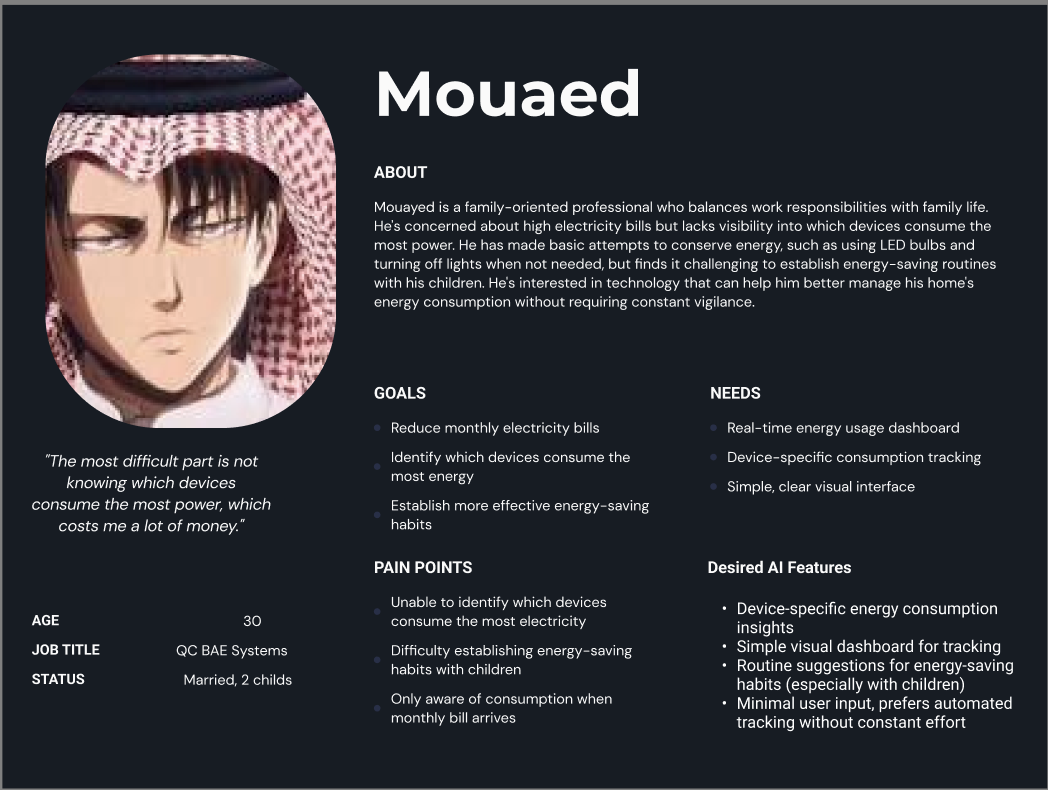 Mouaed
ABOUT
Mouayed is a family-oriented professional who balances work responsibilities with family life.
He's concerned about high electricity bills but lacks visibility into which devices consume the
most power. He has made basic attempts to conserve energy, such as using LED bulbs and
turning off lights when not needed, but finds it challenging to establish energy-saving routines
with his children. He's interested in technology that can help him better manage his home's
energy consumption without requiring constant vigilance.
"The most difficult part is not
knowing which devices
consume the most power, which
costs me a lot of money."
AGE 30
JOB TITLE QC BAE Systems
STATUS Married, 2 childs
GOALS
Reduce monthly electricity bills
Identify which devices consume the
most energy
Establish more effective energy-saving
habits
NEEDS
Real-time energy usage dashboard
Device-specific consumption tracking
Simple, clear visual interface
PAIN POINTS
Unable to identify which devices
consume the most electricity
Difficulty establishing energy-saving
habits with children
Only aware of consumption when
monthly bill arrives
Desired AI Features
• Device-specific energy consumption
insights
• Simple visual dashboard for tracking
• Routine suggestions for energy-saving
habits (especially with children)
• Minimal user input, prefers automated
tracking without constant effort